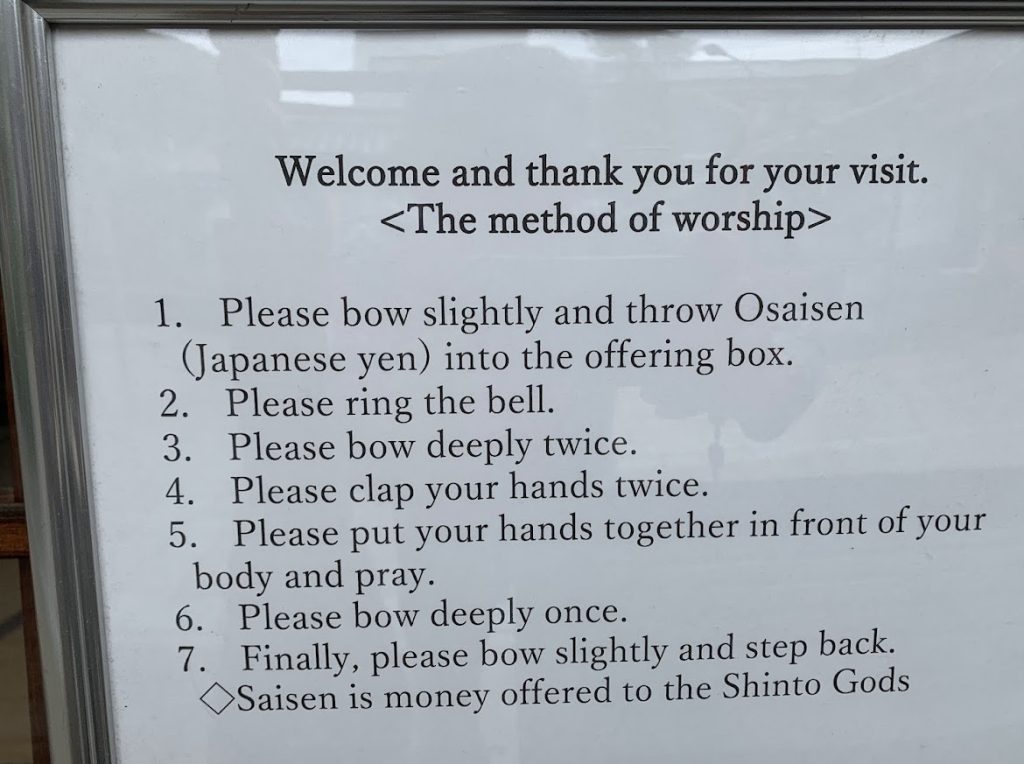 Welcome and thank you for your visit.
<The method of worship>
1. Please bow slightly and throw Osaisen
(Japanese yen) into the offering box.
2. Please ring the bell.
3. Please bow deeply twice.
4. Please clap your hands twice.
5. Please put your hands together in front of your
body and pray.
6. Please bow deeply once.
7. Finally, please bow slightly and step back.
◇Saisen is money offered to the Shinto Gods